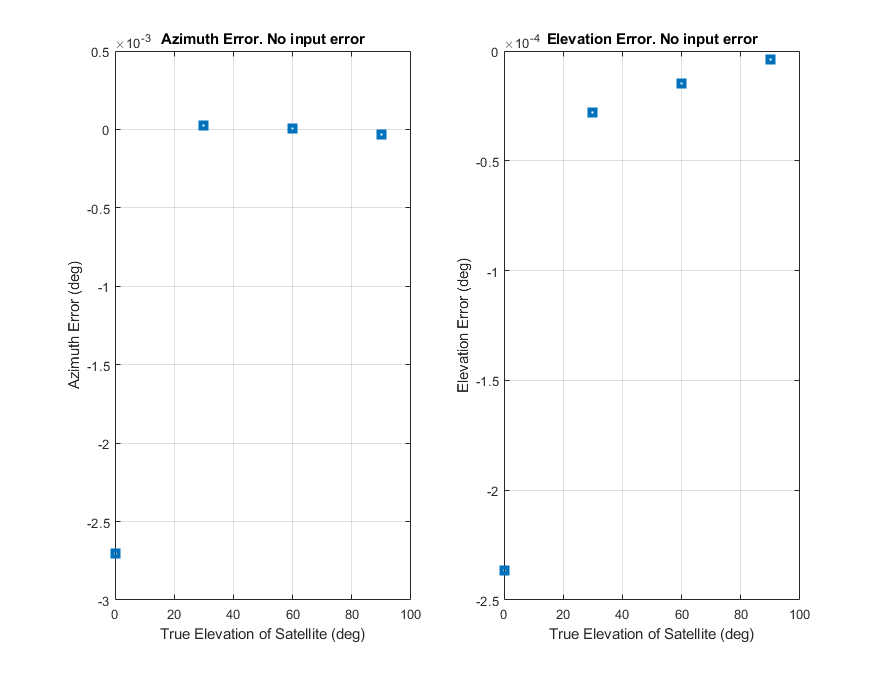 ×10-3 Azimuth Error. No input error
0.5
0
-0.5
-1
-1.5
-2
-2.5
-3
Azimuth Error (deg)
0 20 40 60 80 100
True Elevation of Satellite (deg)
×10-4 Elevation Error. No input error
0
-0.5
-1
-1.5
-2
-2.5
Elevation Error (deg)
0 20 40 60 80 100
True Elevation of Satellite (deg)